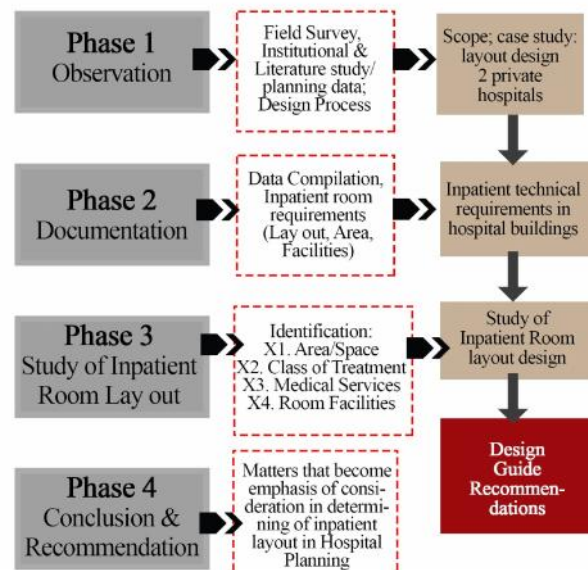 Phase 1
Observation
Field Survey,
Institutional &
Literature study/
planning data;
Design Process
Scope; case study:
layout design
2 private
hospitals
Phase 2
Documentation
Data Compilation,
Inpatient room
requirements
(Lay out, Area,
Facilities)
Inpatient technical
requirements in
hospital buildings
Phase 3
Study of Inpatient
Room Lay out
Identification:
X1. Area/Space
X2. Class of Treatment
X3. Medical Services
X4. Room Facilities
Study of
Inpatient Room
layout design
Phase 4
Conclusion &
Recommendation
Matters that become
emphasis of consi-
deration in determi-
ning of inpatient
layout in Hospital
Planning
Design
Guide
Recommen-
dations